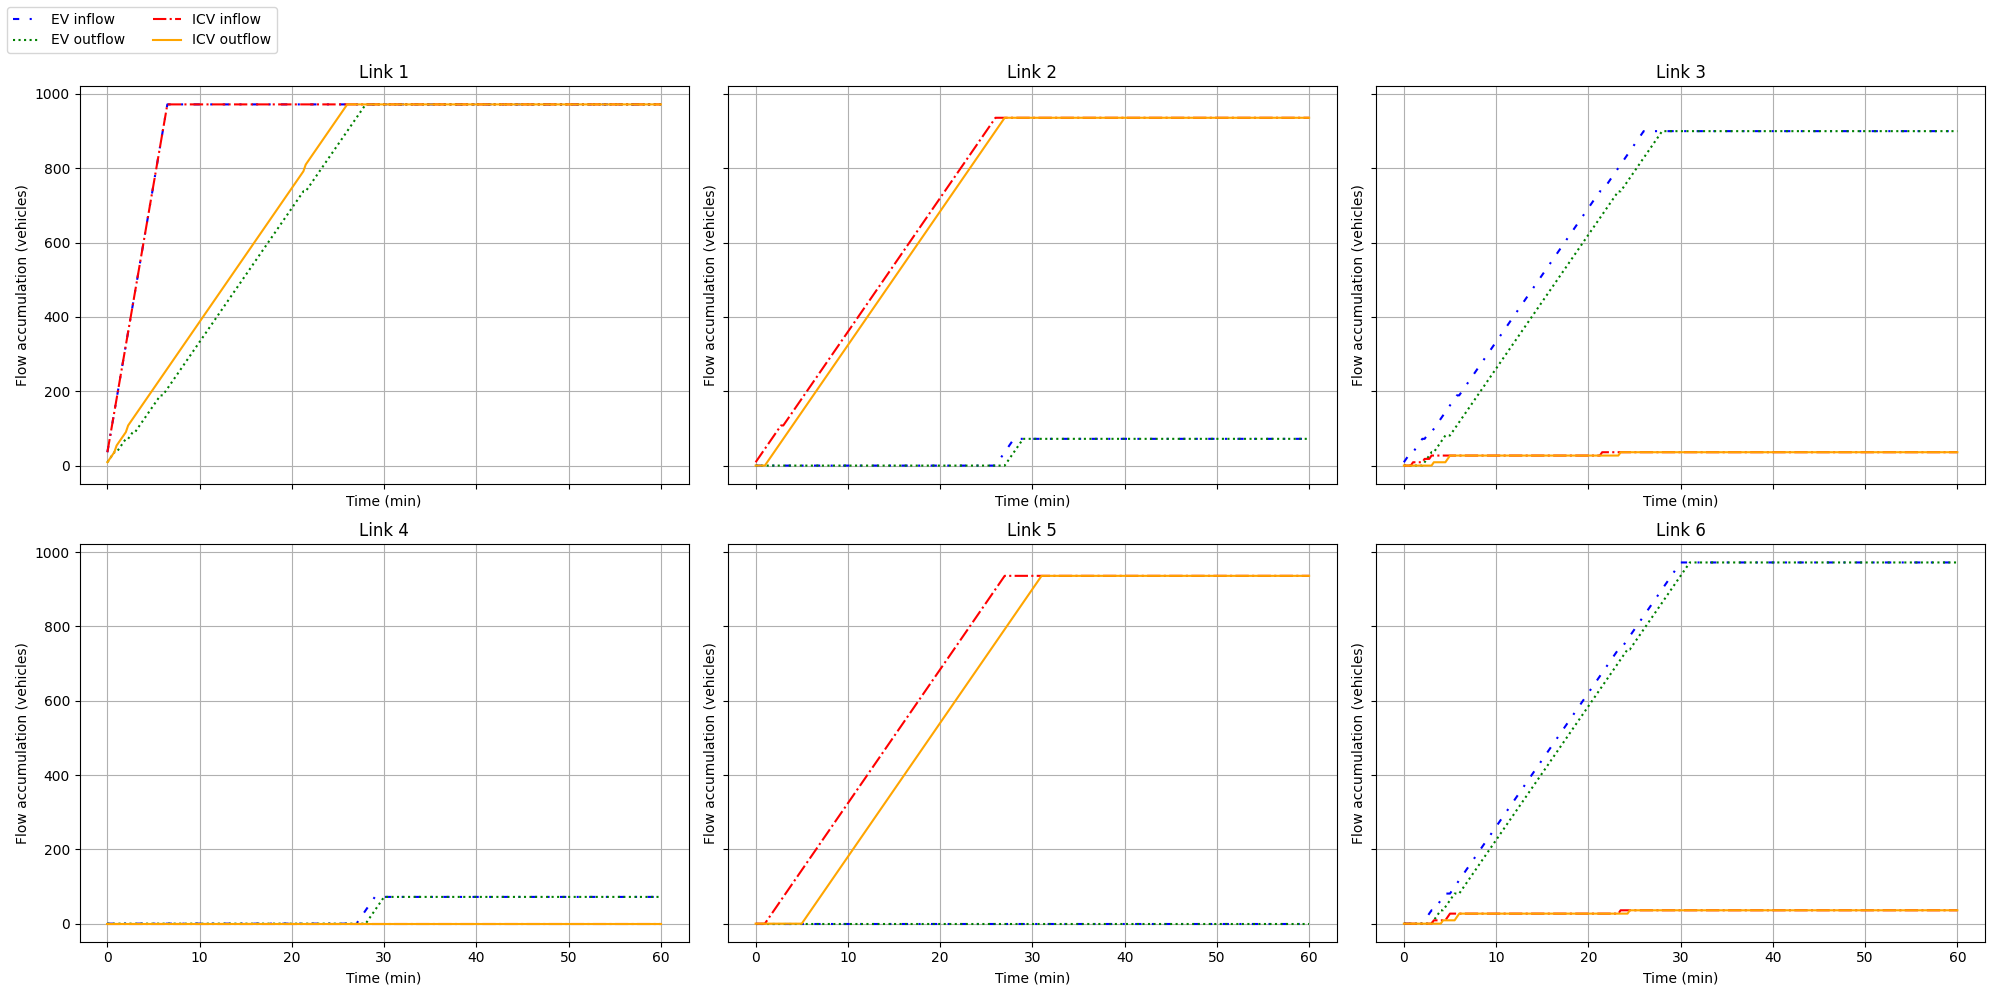 EV inflow ICV inflow
EV outflow ICV outflow
Link 1 Link 2 Link 3
1000
800
600
400
200
0
Flow accumulation (vehicles) Flow accumulation (vehicles) Flow accumulation (vehicles)
Time (min) Time (min) Time (min)
Link 4 Link 5 Link 6
1000
800
600
400
200
0
Flow accumulation (vehicles) Flow accumulation (vehicles) Flow accumulation (vehicles)
0 10 20 30 40 50 60 0 10 20 30 40 50 60 0 10 20 30 40 50 60
Time (min) Time (min) Time (min)